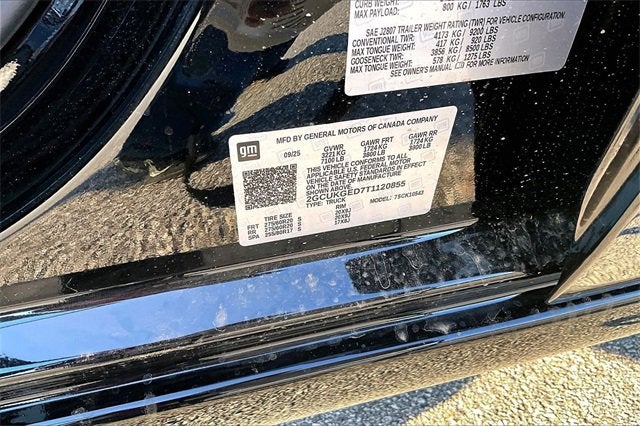 CURB WEIGHT:
MAX PAYLOAD: 800 KG / 1763 LBS
SAE J2807 TRAILER WEIGHT RATING (TWR) FOR VEHICLE CONFIGURATION.
CONVENTIONAL TWR: 4173 KG / 9200 LBS
MAX TONGUE WEIGHT: 417 KG / 920 LBS
GOOSENECK TWR: 3856 KG / 8500 LBS
MAX TONGUE WEIGHT: 578 KG / 1275 LBS
SEE OWNER'S MANUAL FOR MORE INFORMATION.
gm
MFD BY GENERAL MOTORS OF CANADA COMPANY
09/25 GVWR GAWR FRT GAWR RR
3221KG 1724 KG 1724 KG
7100 LB 3800 LB 3800 LB
THIS VEHICLE CONFORMS TO ALL
APPLICABLE U.S. FEDERAL MOTOR
VEHICLE SAFETY STANDARDS IN EFFECT
ON THE DATE OF MANUFACTURE
2GCUKGED7T1120855
TYPE: TRUCK MODEL: TSCK10543
TIRE SIZE RIM
FRT 275/60R20 S 20X9J
RR 275/60R20 S 20X9J
SPA 255/80R17 S 17X8J